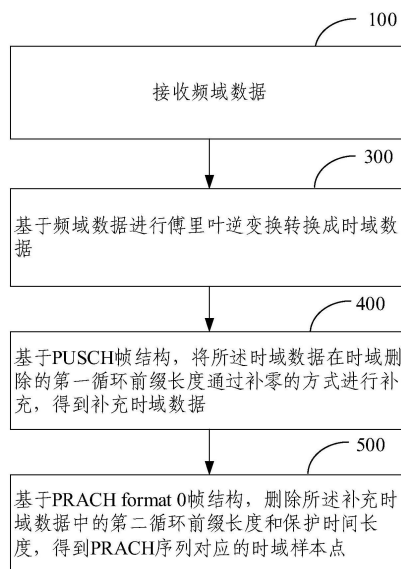 100
接收频域数据
300
基于频域数据进行傅里叶逆变换转换成时域数
据
400
基于PUSCH帧结构，将所述时域数据在时域删
除的第一循环前缀长度通过补零的方式进行补
充，得到补充时域数据
500
基于PRACH format 0帧结构，删除所述补充时
域数据中的第二循环前缀长度和保护时间长
度，得到PRACH序列对应的时域样本点